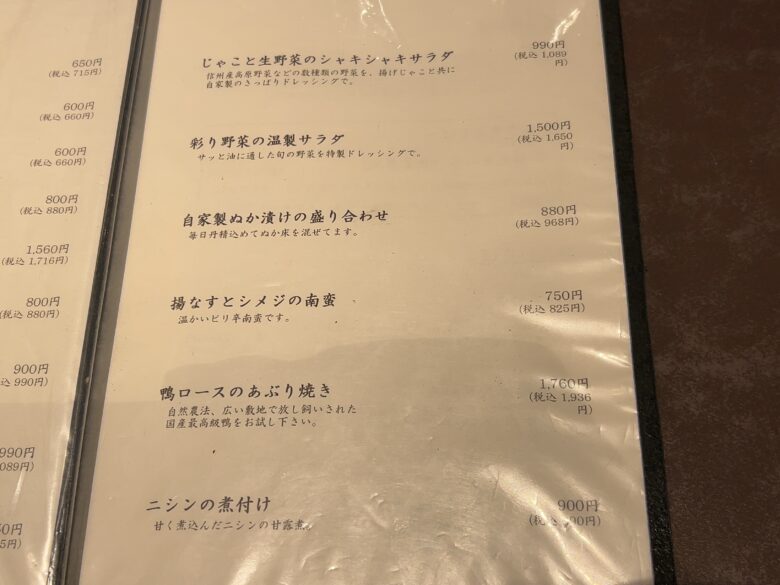 650円
(税込 715円)
600円
(税込 660円)
600円
(税込 660円)
800円
(税込 880円)
1,560円
(税込 1,716円)
800円
(税込 880円)
900円
込 990円)
990円
089円)
0円
5円)
じゃこと生野菜のシャキシャキサラダ
990円
(税込 1,089
円)
信州産高原野菜などの数種類の野菜を、揚げじゃこと共に
自家製のさっぱりドレッシングで。
彩り野菜の温製サラダ
1,500円
(税込 1,650
円)
サッと油に通した旬の野菜を特製ドレッシングで。
自家製ぬか漬けの盛り合わせ
880円
(税込 968円)
毎日丹精込めてぬか床を混ぜてます。
揚なすとシメジの南蛮
750円
(税込 825円)
温かいピリ辛南蛮です。
鴨ロースのあぶり焼き
1,760円
(税込 1,936
円)
自然農法、広い敷地で放し飼いされた
国産最高級鴨をお試し下さい。
ニシンの煮付け
900円
(税込 90円)
甘く煮込んだニシンの甘露煮。